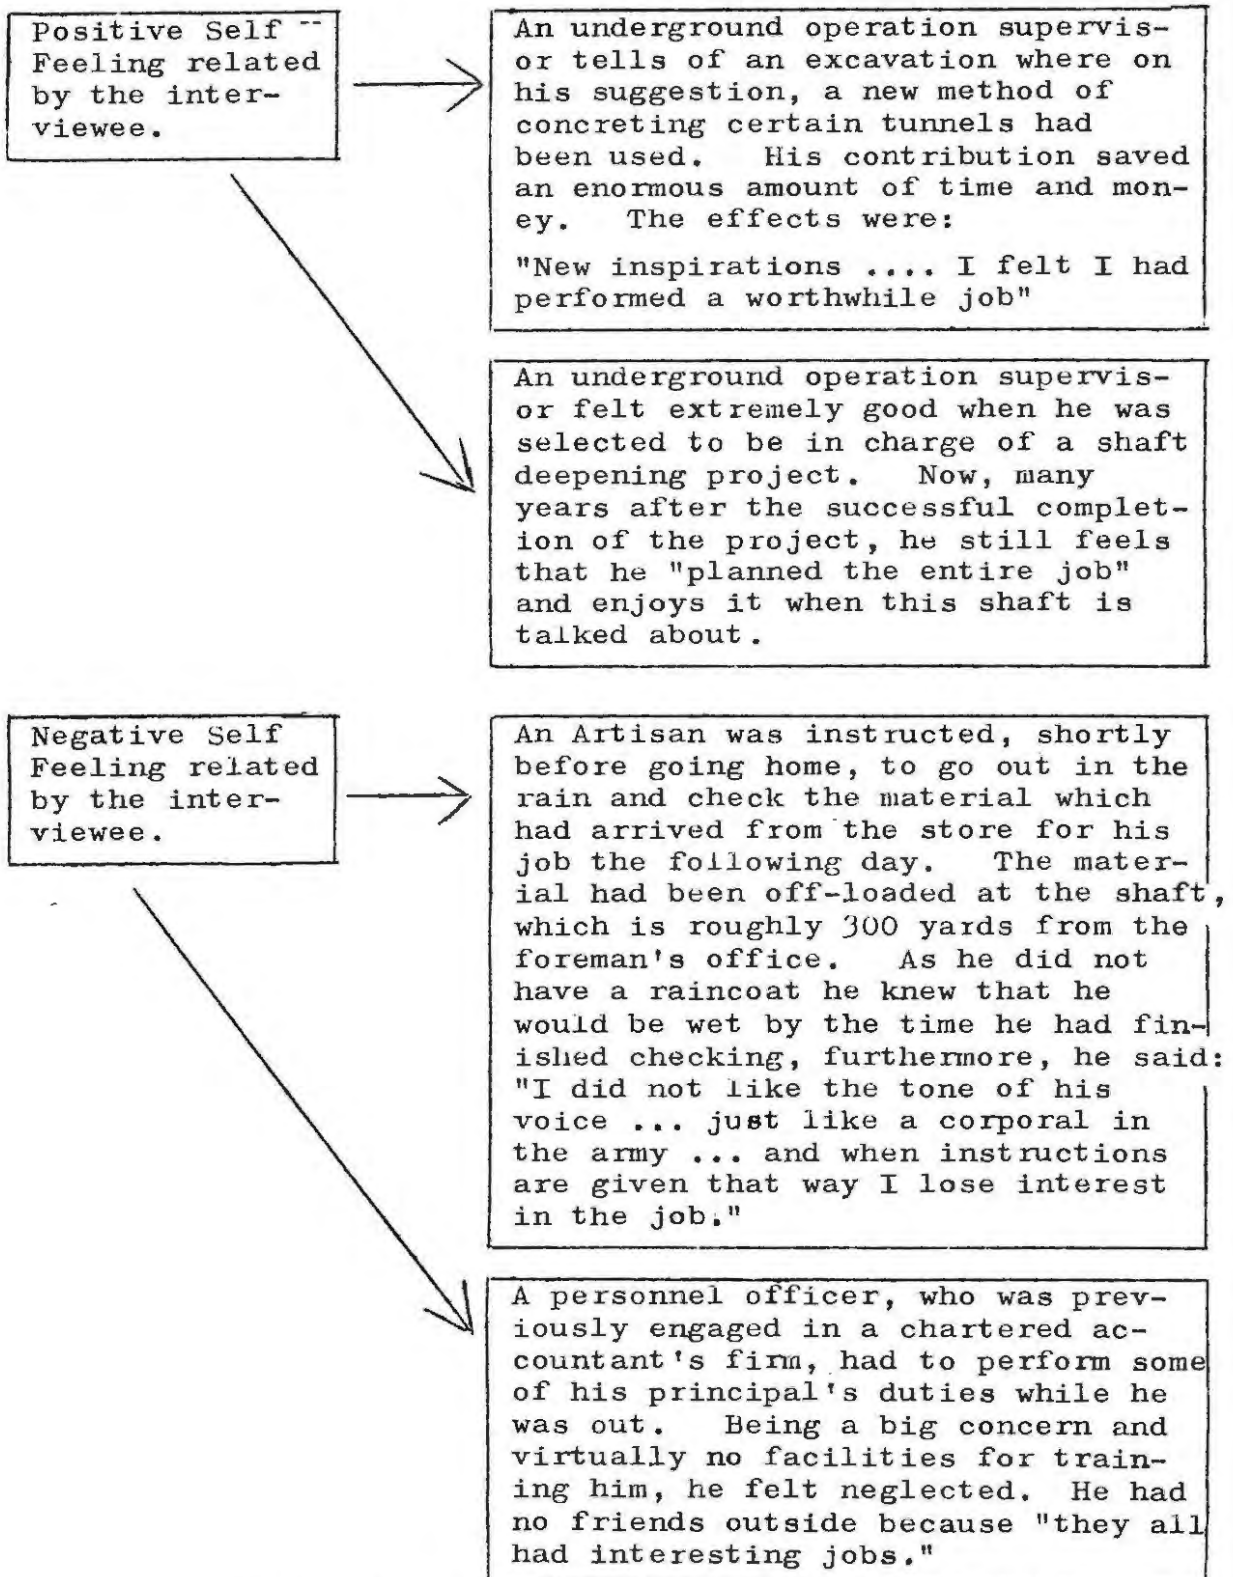 Positive Self --
Feeling related
by the inter-
viewee.
An underground operation supervis-
or tells of an excavation where on
his suggestion, a new method of
concreting certain tunnels had
been used. His contribution saved
an enormous amount of time and mon-
ey. The effects were:
"New inspirations .... I felt I had
performed a worthwhile job"
An underground operation supervis-
or felt extremely good when he was
selected to be in charge of a shaft
deepening project. Now, many
years after the successful complet-
ion of the project, he still feels
that he "planned the entire job"
and enjoys it when this shaft is
talked about.
Negative Self
Feeling related
by the inter-
viewee.
An Artisan was instructed, shortly
before going home, to go out in the
rain and check the material which
had arrived from the store for his
job the following day. The mater-
ial had been off-loaded at the shaft,
which is roughly 300 yards from the
foreman's office. As he did not
have a raincoat he knew that he
would be wet by the time he had fin-
ished checking, furthermore, he said:
"I did not like the tone of his
voice ... just like a corporal in
the army ... and when instructions
are given that way I lose interest
in the job."
A personnel officer, who was prev-
iously engaged in a chartered ac-
countant's firm, had to perform some
of his principal's duties while he
was out. Being a big concern and
virtually no facilities for train-
ing him, he felt neglected. He had
no friends outside because "they all
had interesting jobs."